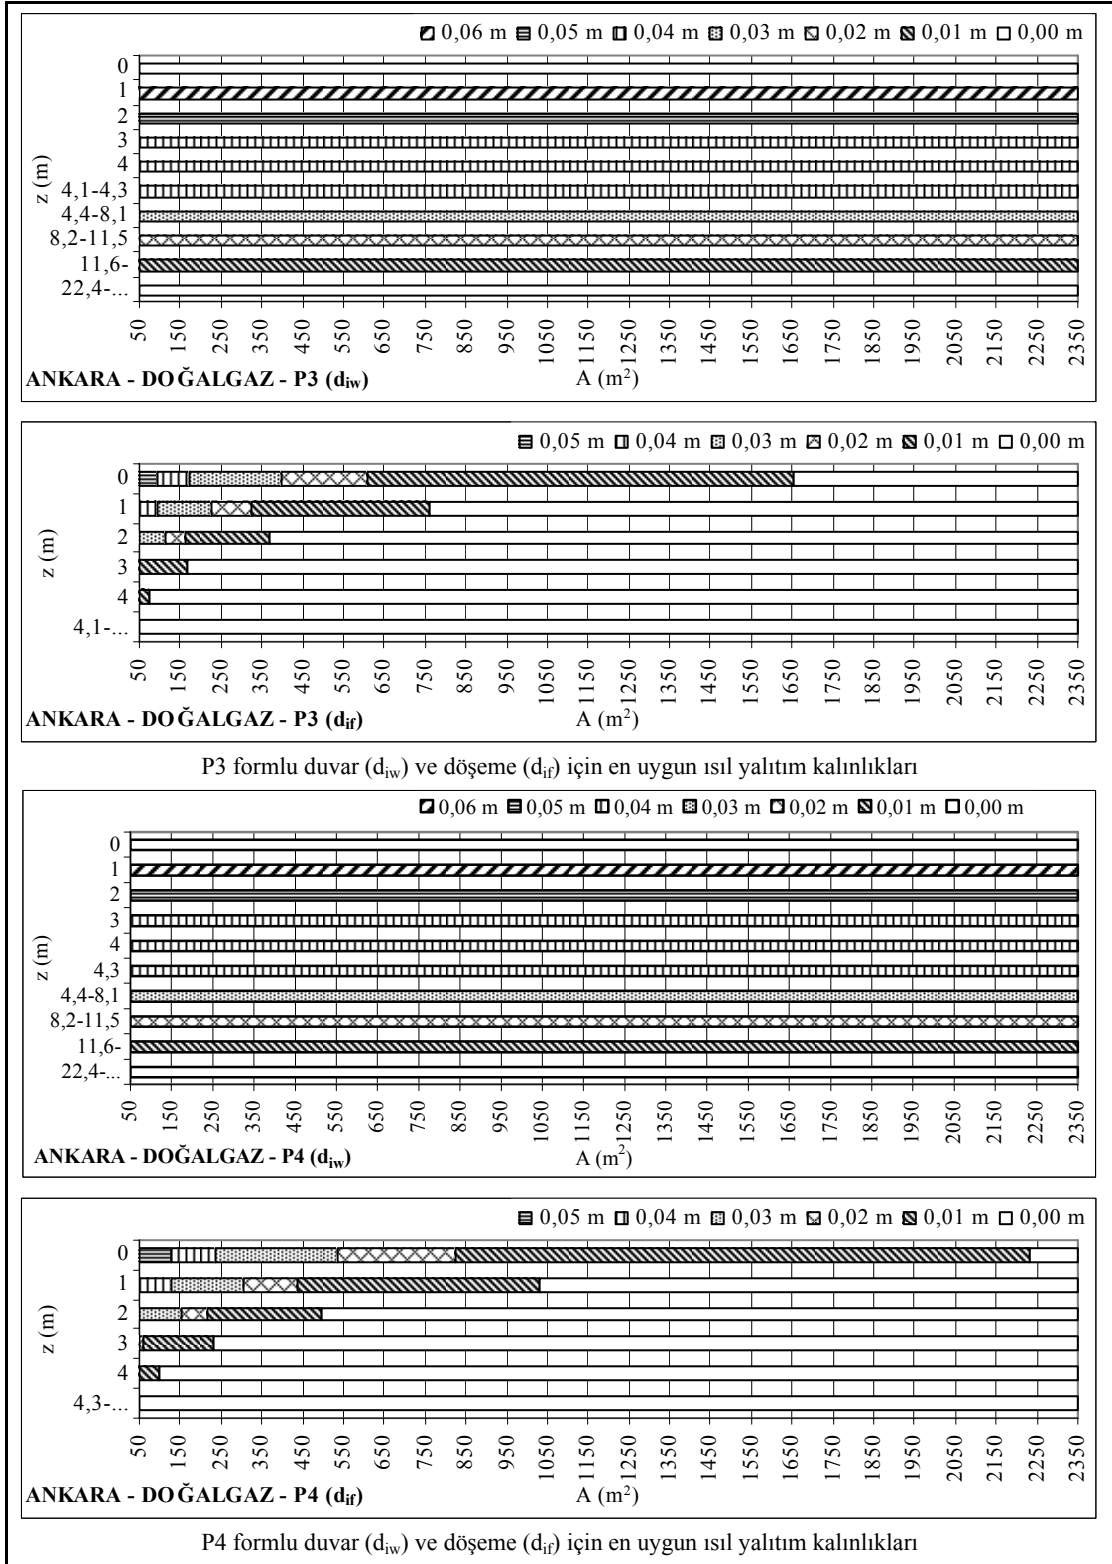 0,06 m 0,05 m 0,04 m 0,03 m 0,02 m 0,01 m 0,00 m
z (m)
0
1
2
3
4
4,1-4,3
4,4-8,1
8,2-11,5
11,6-
22,4-...
50 150 250 350 450 550 650 750 850 950 1050 1150 1250 1350 1450 1550 1650 1750 1850 1950 2050 2150 2250 2350
ANKARA - DOĞALGAZ - P3 (d_iw) A (m²)
0,05 m 0,04 m 0,03 m 0,02 m 0,01 m 0,00 m
z (m)
0
1
2
3
4
4,1-...
50 150 250 350 450 550 650 750 850 950 1050 1150 1250 1350 1450 1550 1650 1750 1850 1950 2050 2150 2250 2350
ANKARA - DOĞALGAZ - P3 (d_if) A (m²)
P3 formlu duvar (d_iw) ve döşeme (d_if) için en uygun ısıl yalıtım kalınlıkları
0,06 m 0,05 m 0,04 m 0,03 m 0,02 m 0,01 m 0,00 m
z (m)
0
1
2
3
4
4,3
4,4-8,1
8,2-11,5
11,6-
22,4-...
50 150 250 350 450 550 650 750 850 950 1050 1150 1250 1350 1450 1550 1650 1750 1850 1950 2050 2150 2250 2350
ANKARA - DOĞALGAZ - P4 (d_iw) A (m²)
0,05 m 0,04 m 0,03 m 0,02 m 0,01 m 0,00 m
z (m)
0
1
2
3
4
4,3-...
50 150 250 350 450 550 650 750 850 950 1050 1150 1250 1350 1450 1550 1650 1750 1850 1950 2050 2150 2250 2350
ANKARA - DOĞALGAZ - P4 (d_if) A (m²)
P4 formlu duvar (d_iw) ve döşeme (d_if) için en uygun ısıl yalıtım kalınlıkları